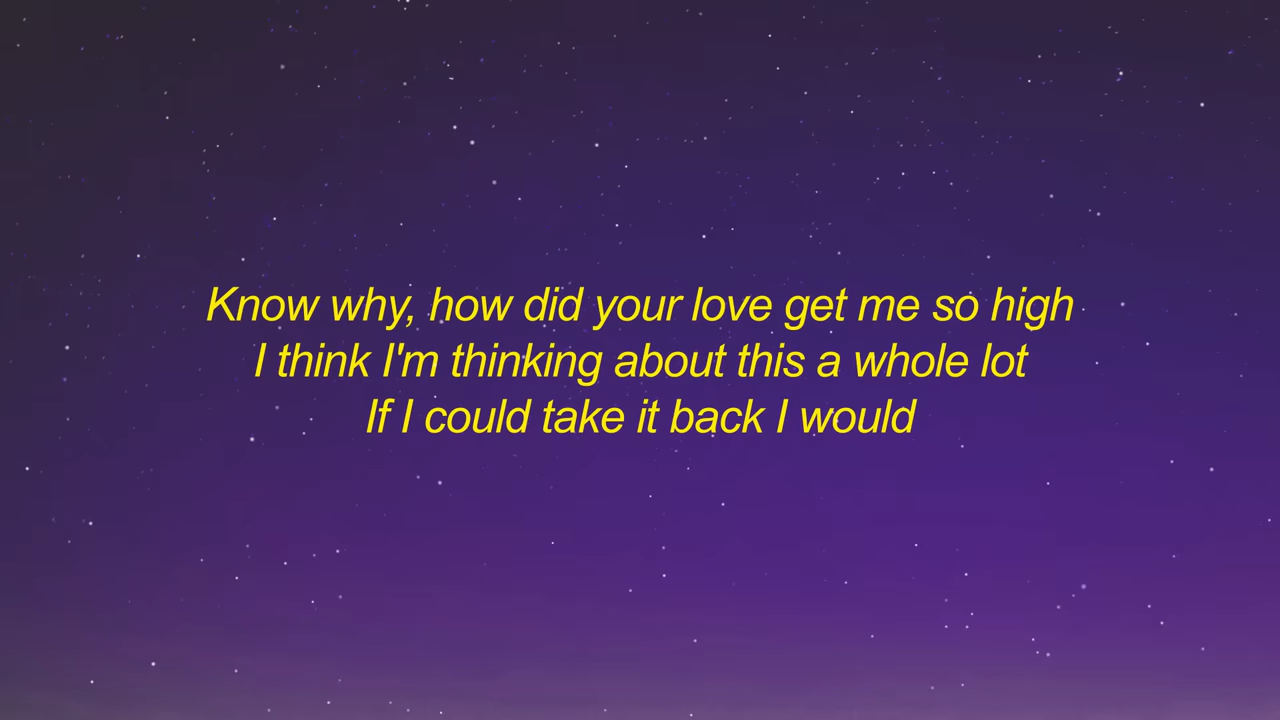 Know why, how did your love get me so high
I think I'm thinking about this a whole lot
If I could take it back I would